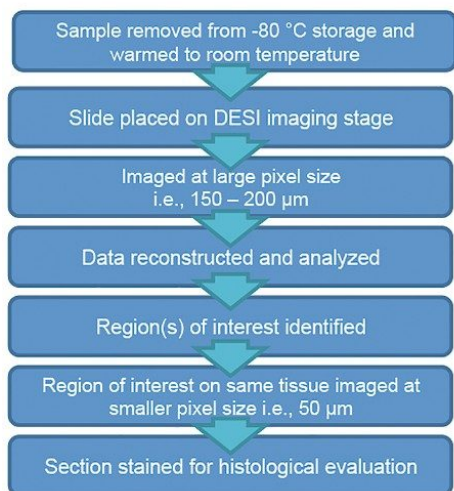 Sample removed from -80 °C storage and
warmed to room temperature
Slide placed on DESI imaging stage
Imaged at large pixel size
i.e., 150 – 200 µm
Data reconstructed and analyzed
Region(s) of interest identified
Region of interest on same tissue imaged at
smaller pixel size i.e., 50 µm
Section stained for histological evaluation